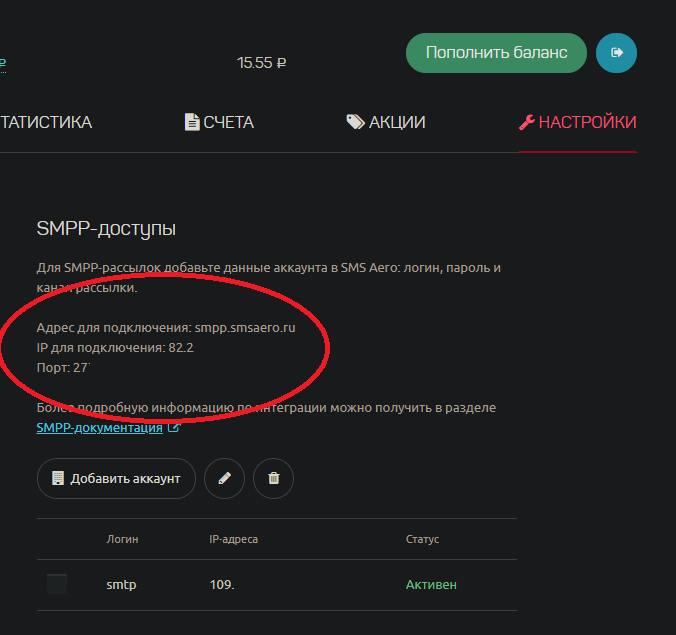 ₽
15.55 ₽
Пополнить баланс
ТАТИСТИКА
СЧЕТА
АКЦИИ
НАСТРОЙКИ
SMPP-доступы
Для SMPP-рассылок добавьте данные аккаунта в SMS Aero: логин, пароль и
канал рассылки.
Адрес для подключения: smpp.smsaero.ru
IP для подключения: 82.2
Порт: 27
Более подробную информацию по интеграции можно получить в разделе
SMPP-документация
Добавить аккаунт
Логин IP-адреса Статус
smtp 109. Активен